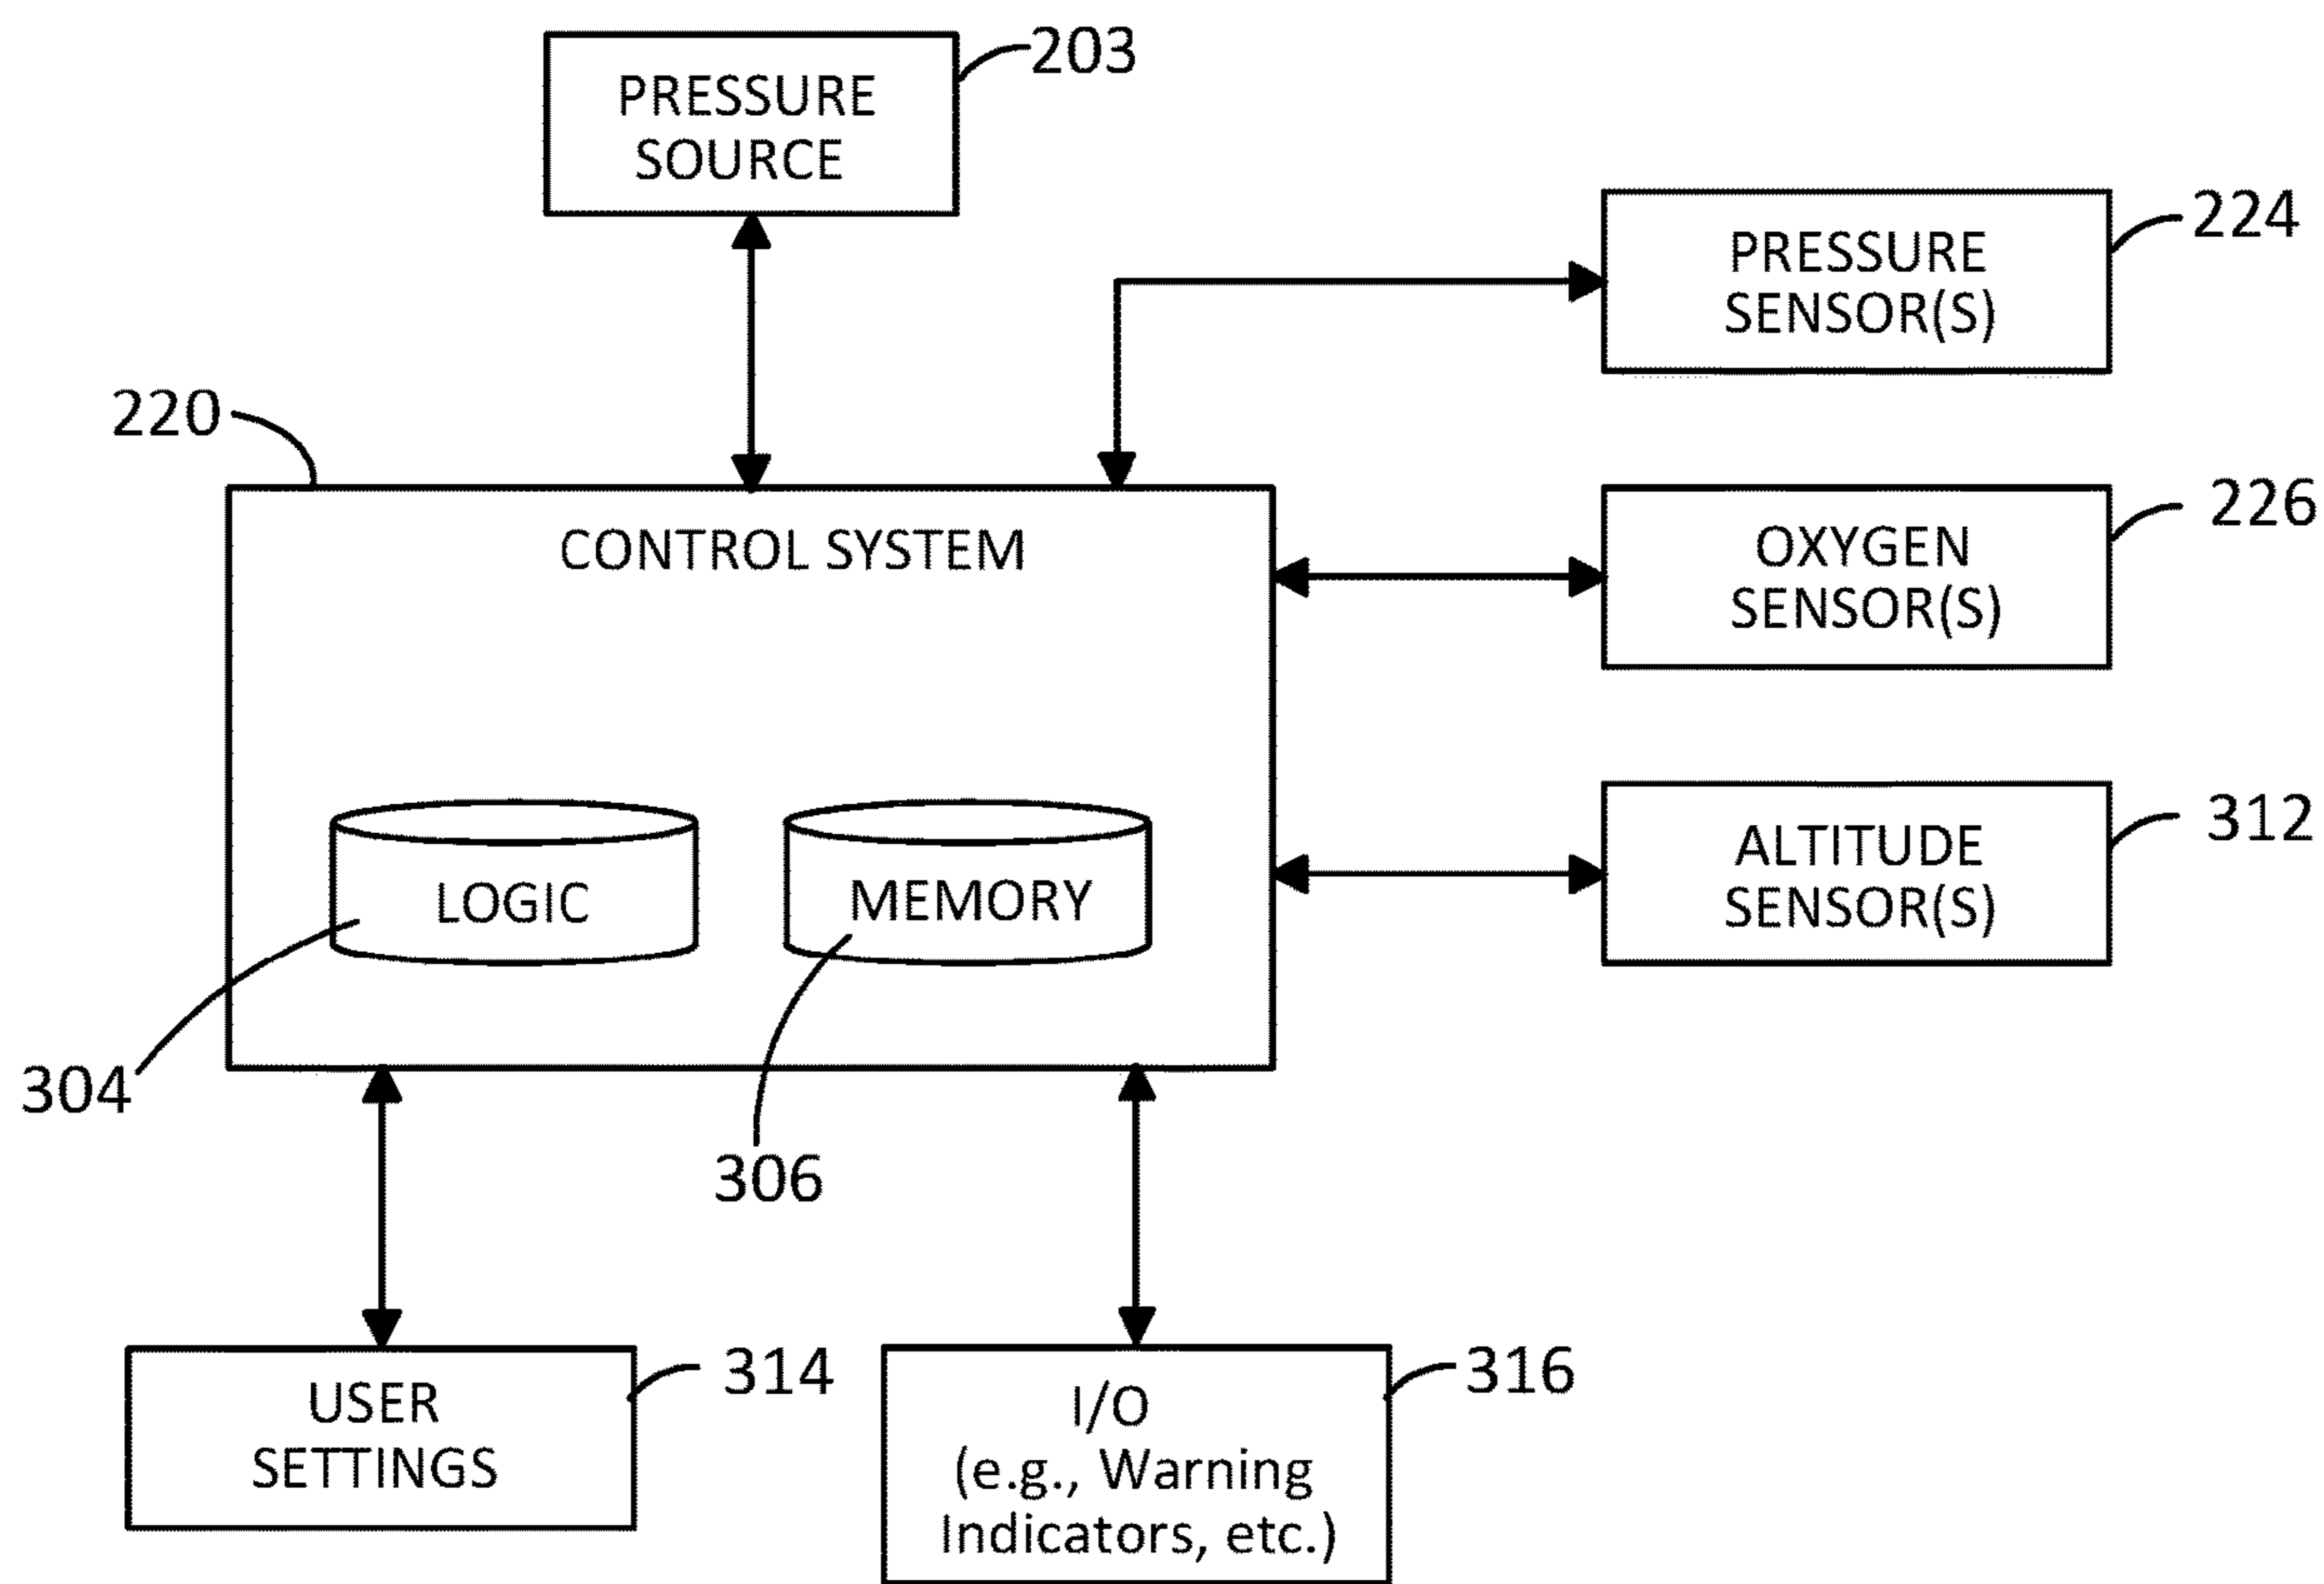 PRESSURE
SOURCE
203
PRESSURE
SENSOR(S)
224
220
CONTROL SYSTEM
OXYGEN
SENSOR(S)
226
LOGIC
MEMORY
ALTITUDE
SENSOR(S)
312
304
306
USER
SETTINGS
314
I/O
(e.g., Warning
Indicators, etc.)
316